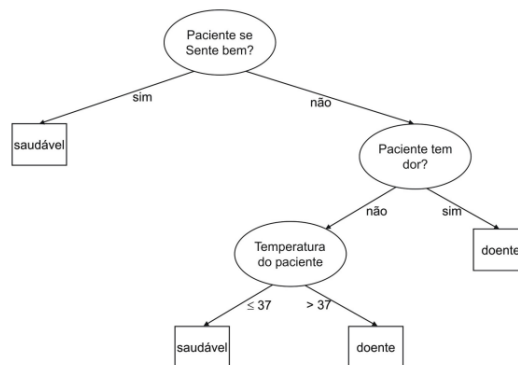 Paciente se
Sente bem?
sim
não
saudável
Paciente tem
dor?
não
sim
Temperatura
do paciente
doente
≤ 37
> 37
saudável
doente